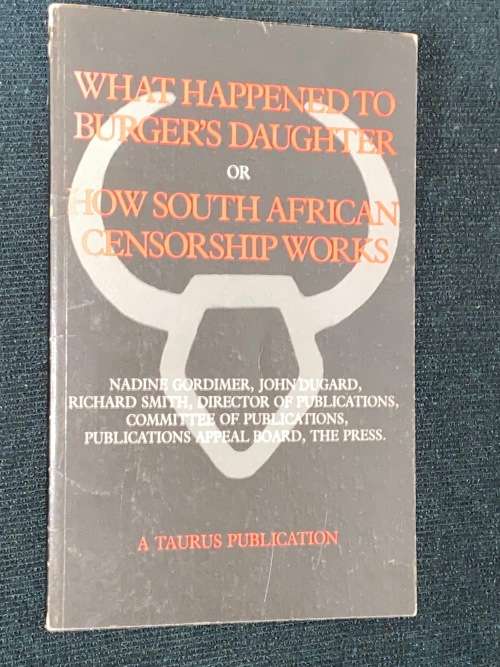 WHAT HAPPENED TO
BURGER'S DAUGHTER
OR
HOW SOUTH AFRICAN
CENSORSHIP WORKS
NADINE GORDIMER, JOHN DUGARD,
RICHARD SMITH, DIRECTOR OF PUBLICATIONS,
COMMITTEE OF PUBLICATIONS,
PUBLICATIONS APPEAL BOARD, THE PRESS.
A TAURUS PUBLICATION